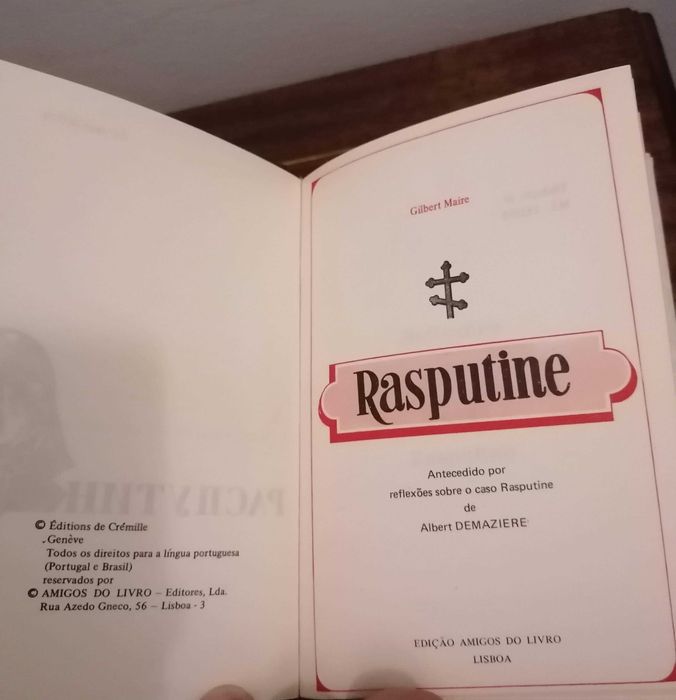 © Éditions de Crémille
Genève
Todos os direitos para a língua portuguesa
(Portugal e Brasil)
reservados por
© AMIGOS DO LIVRO – Editores, Lda.
Rua Azedo Gneco, 56 – Lisboa - 3
Gilbert Maire
Rasputine
Antecedido por
reflexões sobre o caso Rasputine
de
Albert DEMAZIERE
EDIÇÃO AMIGOS DO LIVRO
LISBOA